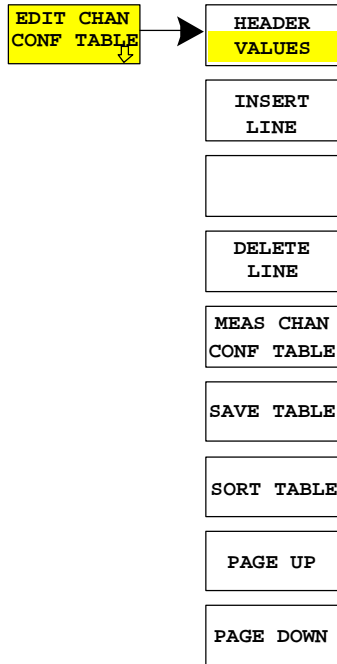 EDIT CHAN
CONF TABLE
HEADER
VALUES
INSERT
LINE
DELETE
LINE
MEAS CHAN
CONF TABLE
SAVE TABLE
SORT TABLE
PAGE UP
PAGE DOWN